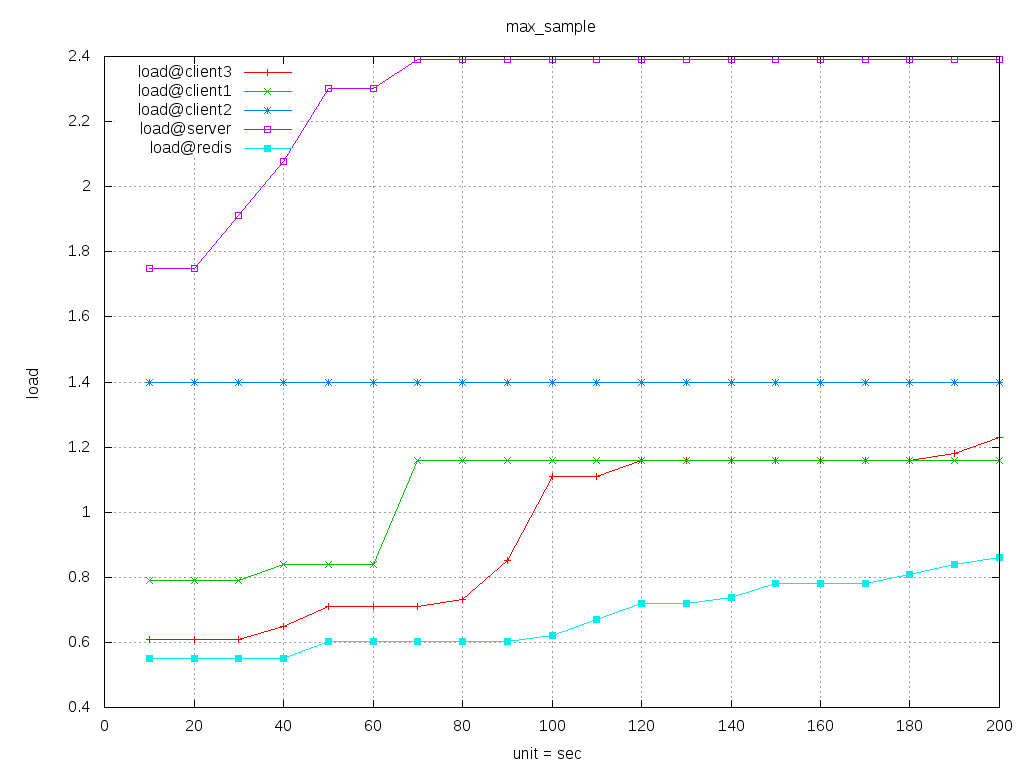 max_sample
2.4
2.2
2
1.8
1.6
1.4
1.2
1
0.8
0.6
0.4
load
load@client3
load@client1
load@client2
load@server
load@redis
0 20 40 60 80 100 120 140 160 180 200
unit = sec